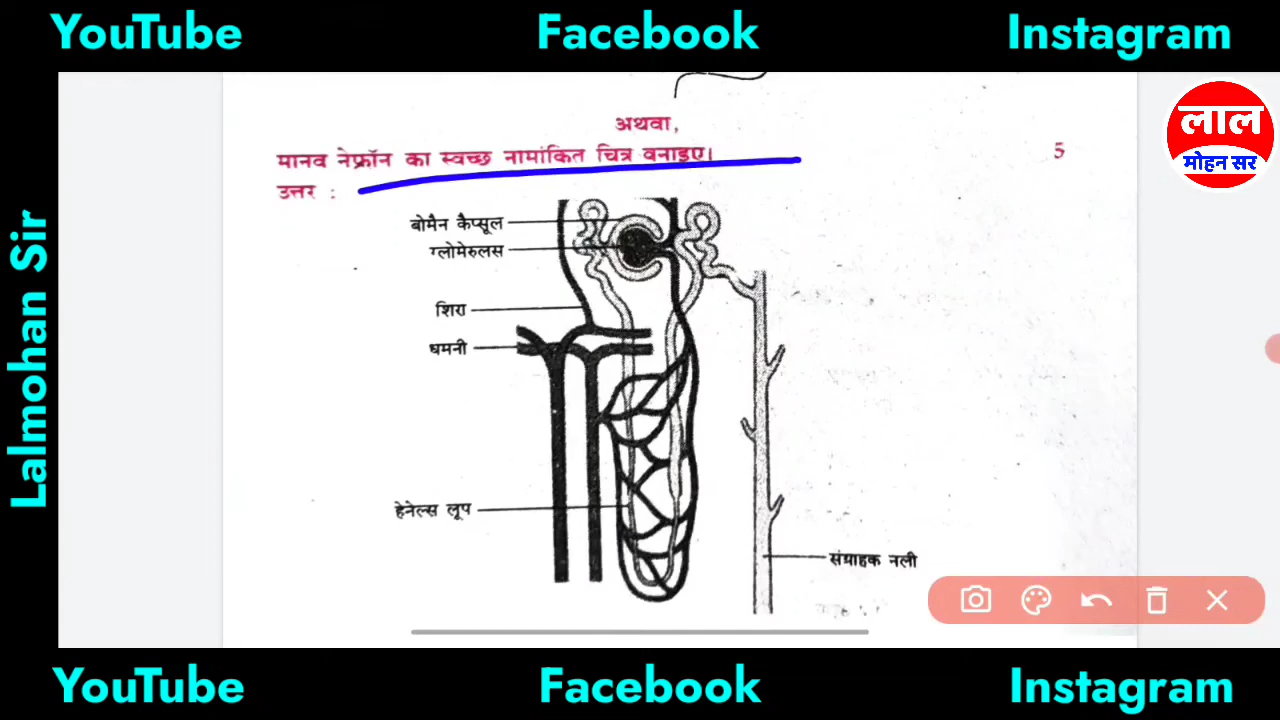 YouTube Facebook Instagram
लाल
मोहन सर
Lalmohan Sir
अथवा,
मानव नेफ्रॉन का स्वच्छ नामांकित चित्र बनाइए। 5
उत्तर :
बोमैन कैप्सूल
ग्लोमेरुलस
शिरा
धमनी
हेनेल्स लूप
संग्राहक नली
YouTube Facebook Instagram